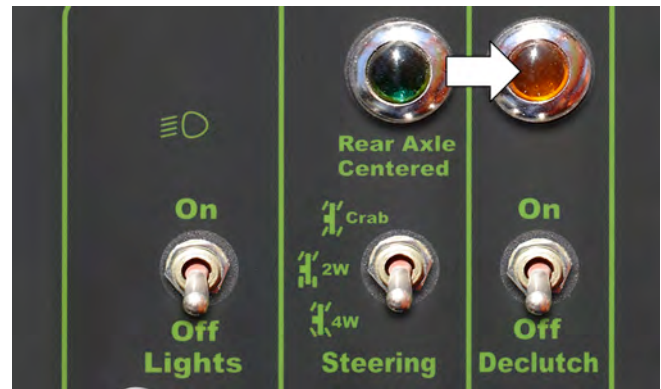 Rear Axle
Centered
On
Crab
On
2W
Off
4W
Off
Lights
Steering
Declutch